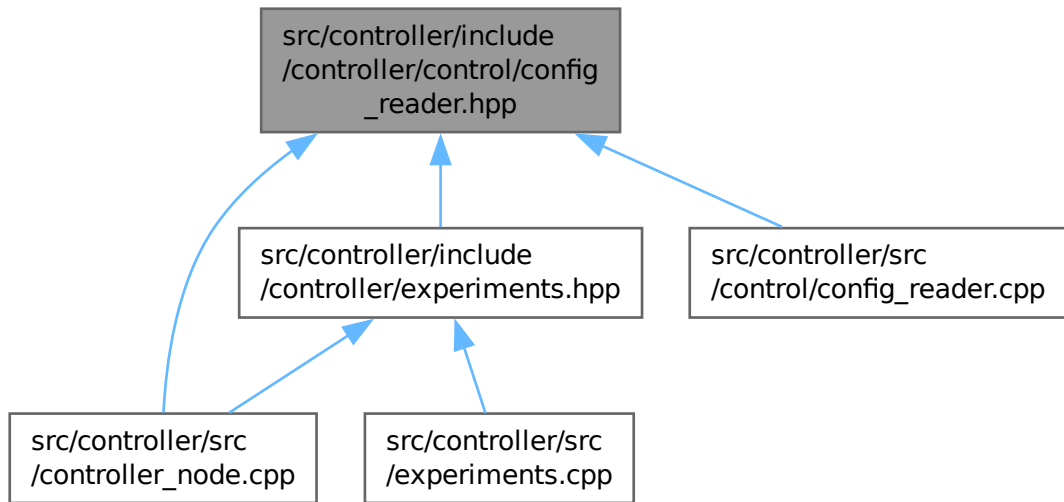 src/controller/include
/controller/control/config
_reader.hpp
src/controller/include
/controller/experiments.hpp
src/controller/src
/control/config_reader.cpp
src/controller/src
/controller_node.cpp
src/controller/src
/experiments.cpp